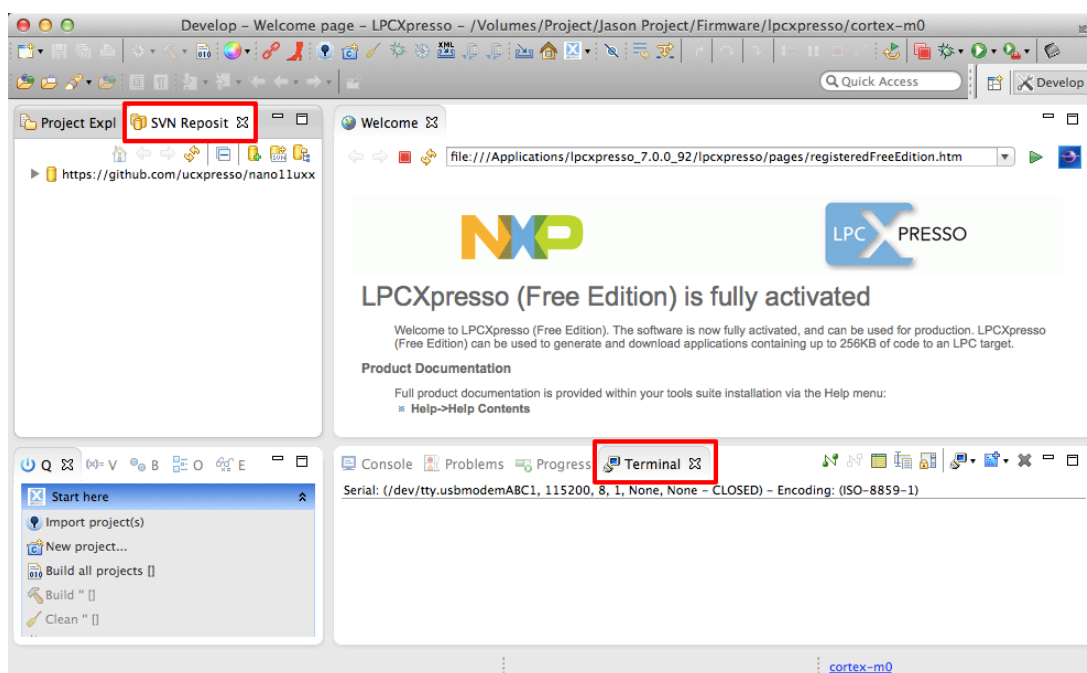 Develop – Welcome page – LPCXpresso – /Volumes/Project/Jason Project/Firmware/lpcxpresso/cortex-m0
Quick Access
Develop
Project Expl
SVN Reposit
Welcome
file:///Applications/lpcxpresso_7.0.0_92/lpcxpresso/pages/registeredFreeEdition.htm
https://github.com/ucxpresso/nano11uxx
NXP
LPC XPRESSO
LPCXpresso (Free Edition) is fully activated
Welcome to LPCXpresso (Free Edition). The software is now fully activated, and can be used for production. LPCXpresso
(Free Edition) can be used to generate and download applications containing up to 256KB of code to an LPC target.
Product Documentation
Full product documentation is provided within your tools suite installation via the Help menu:
Help->Help Contents
Q (x)= V B O E
Start here
Import project(s)
New project...
Build all projects []
Build '' []
Clean '' []
Console Problems Progress Terminal
Serial: (/dev/tty.usbmodemABC1, 115200, 8, 1, None, None – CLOSED) – Encoding: (ISO-8859-1)
cortex-m0